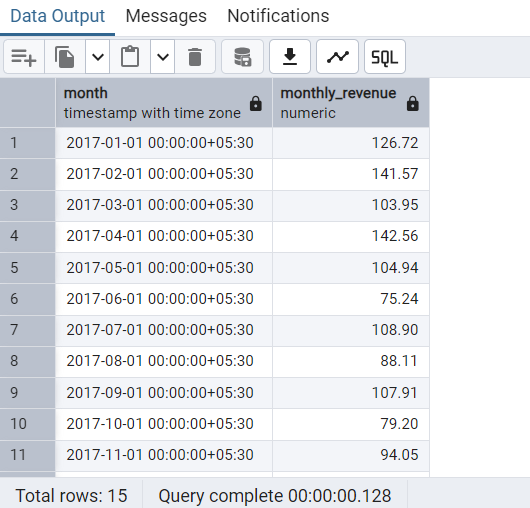 Data Output Messages Notifications
SQL
month monthly_revenue
timestamp with time zone numeric
1 2017-01-01 00:00:00+05:30 126.72
2 2017-02-01 00:00:00+05:30 141.57
3 2017-03-01 00:00:00+05:30 103.95
4 2017-04-01 00:00:00+05:30 142.56
5 2017-05-01 00:00:00+05:30 104.94
6 2017-06-01 00:00:00+05:30 75.24
7 2017-07-01 00:00:00+05:30 108.90
8 2017-08-01 00:00:00+05:30 88.11
9 2017-09-01 00:00:00+05:30 107.91
10 2017-10-01 00:00:00+05:30 79.20
11 2017-11-01 00:00:00+05:30 94.05
Total rows: 15 Query complete 00:00:00.128